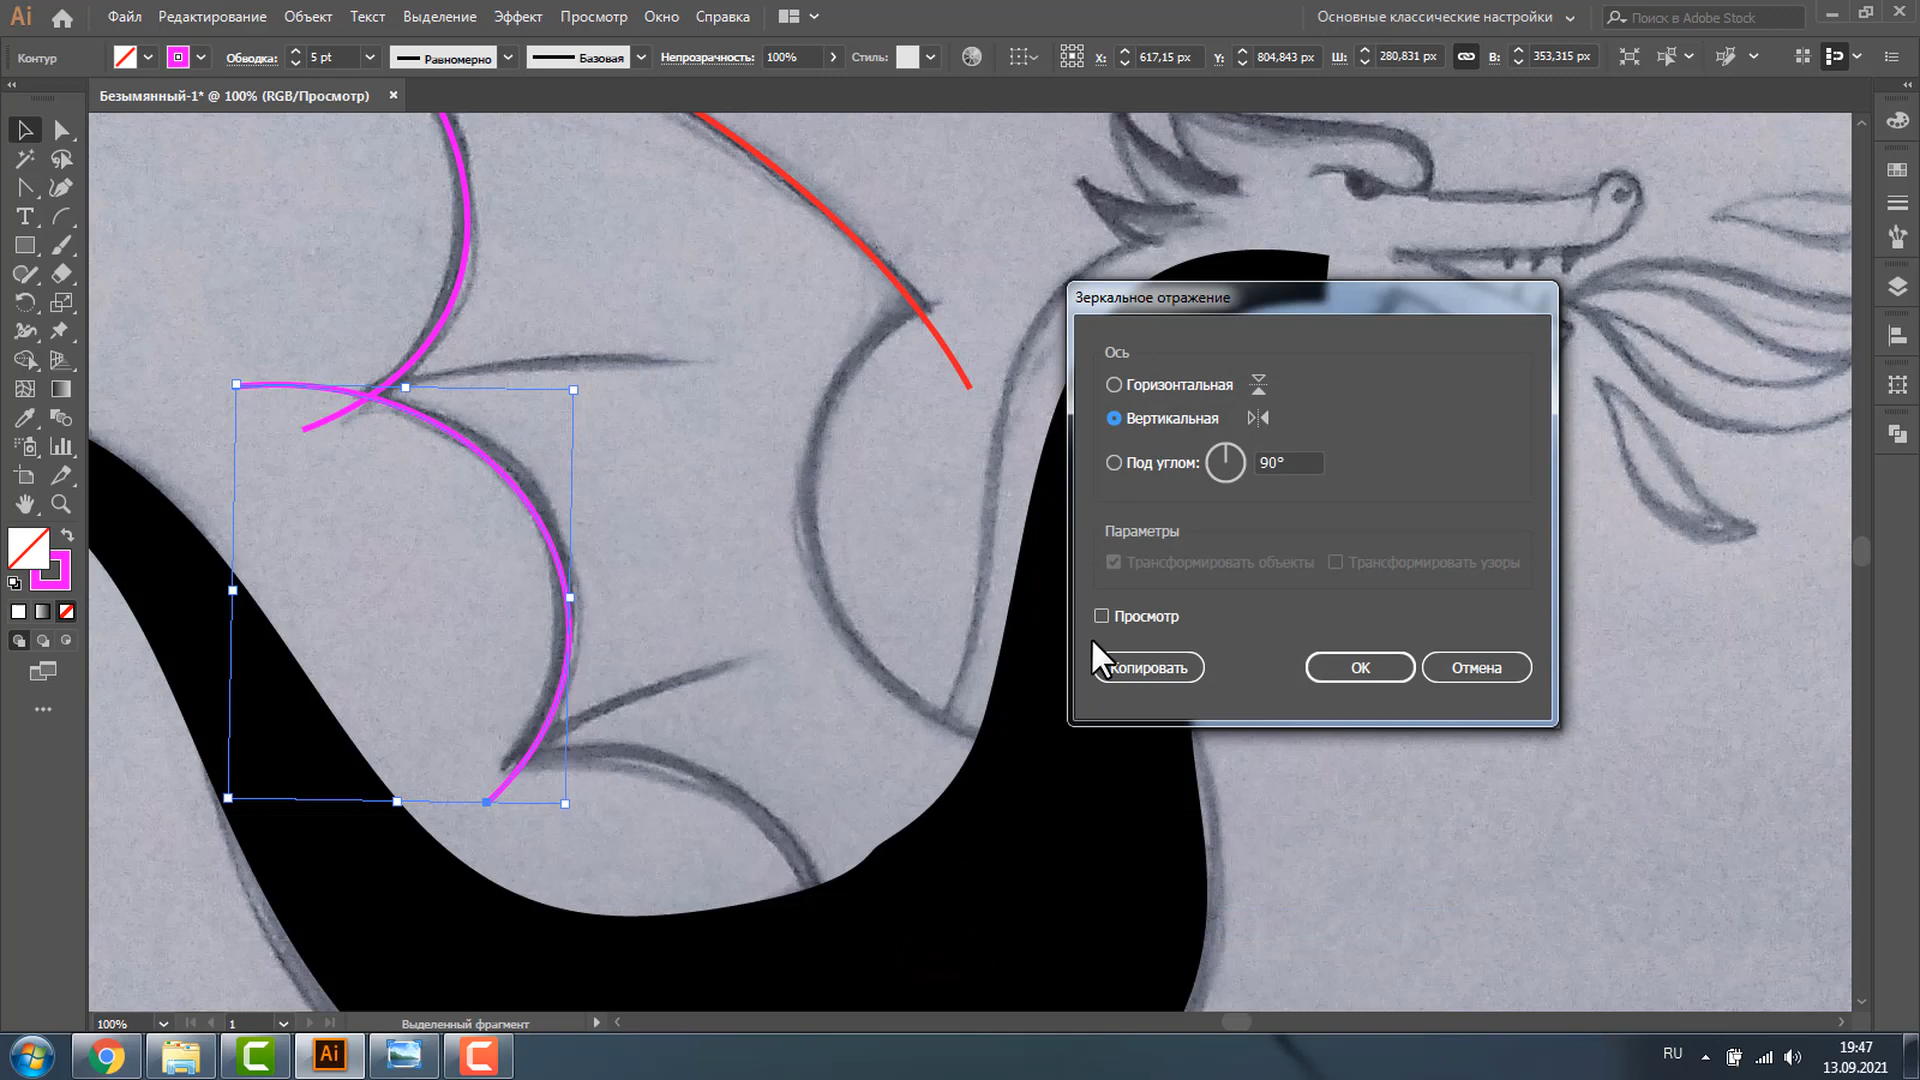 Ai Файл Редактирование Объект Текст Выделение Эффект Просмотр Окно Справка Основные классические настройки Поиск в Adobe Stock
Контур Обводка: 5 pt Равномерно Базовая Непрозрачность: 100% Стиль: X: 617,15 px Y: 804,843 px Ш: 280,831 px В: 353,315 px
Безымянный-1* @ 100% (RGB/Просмотр) ×
Зеркальное отражение
Ось
Горизонтальная
Вертикальная
Под углом: 90°
Параметры
Трансформировать объекты Трансформировать узоры
Просмотр
Копировать OK Отмена
100% 1 Выделенный фрагмент
Ai RU 19:47
13.09.2021